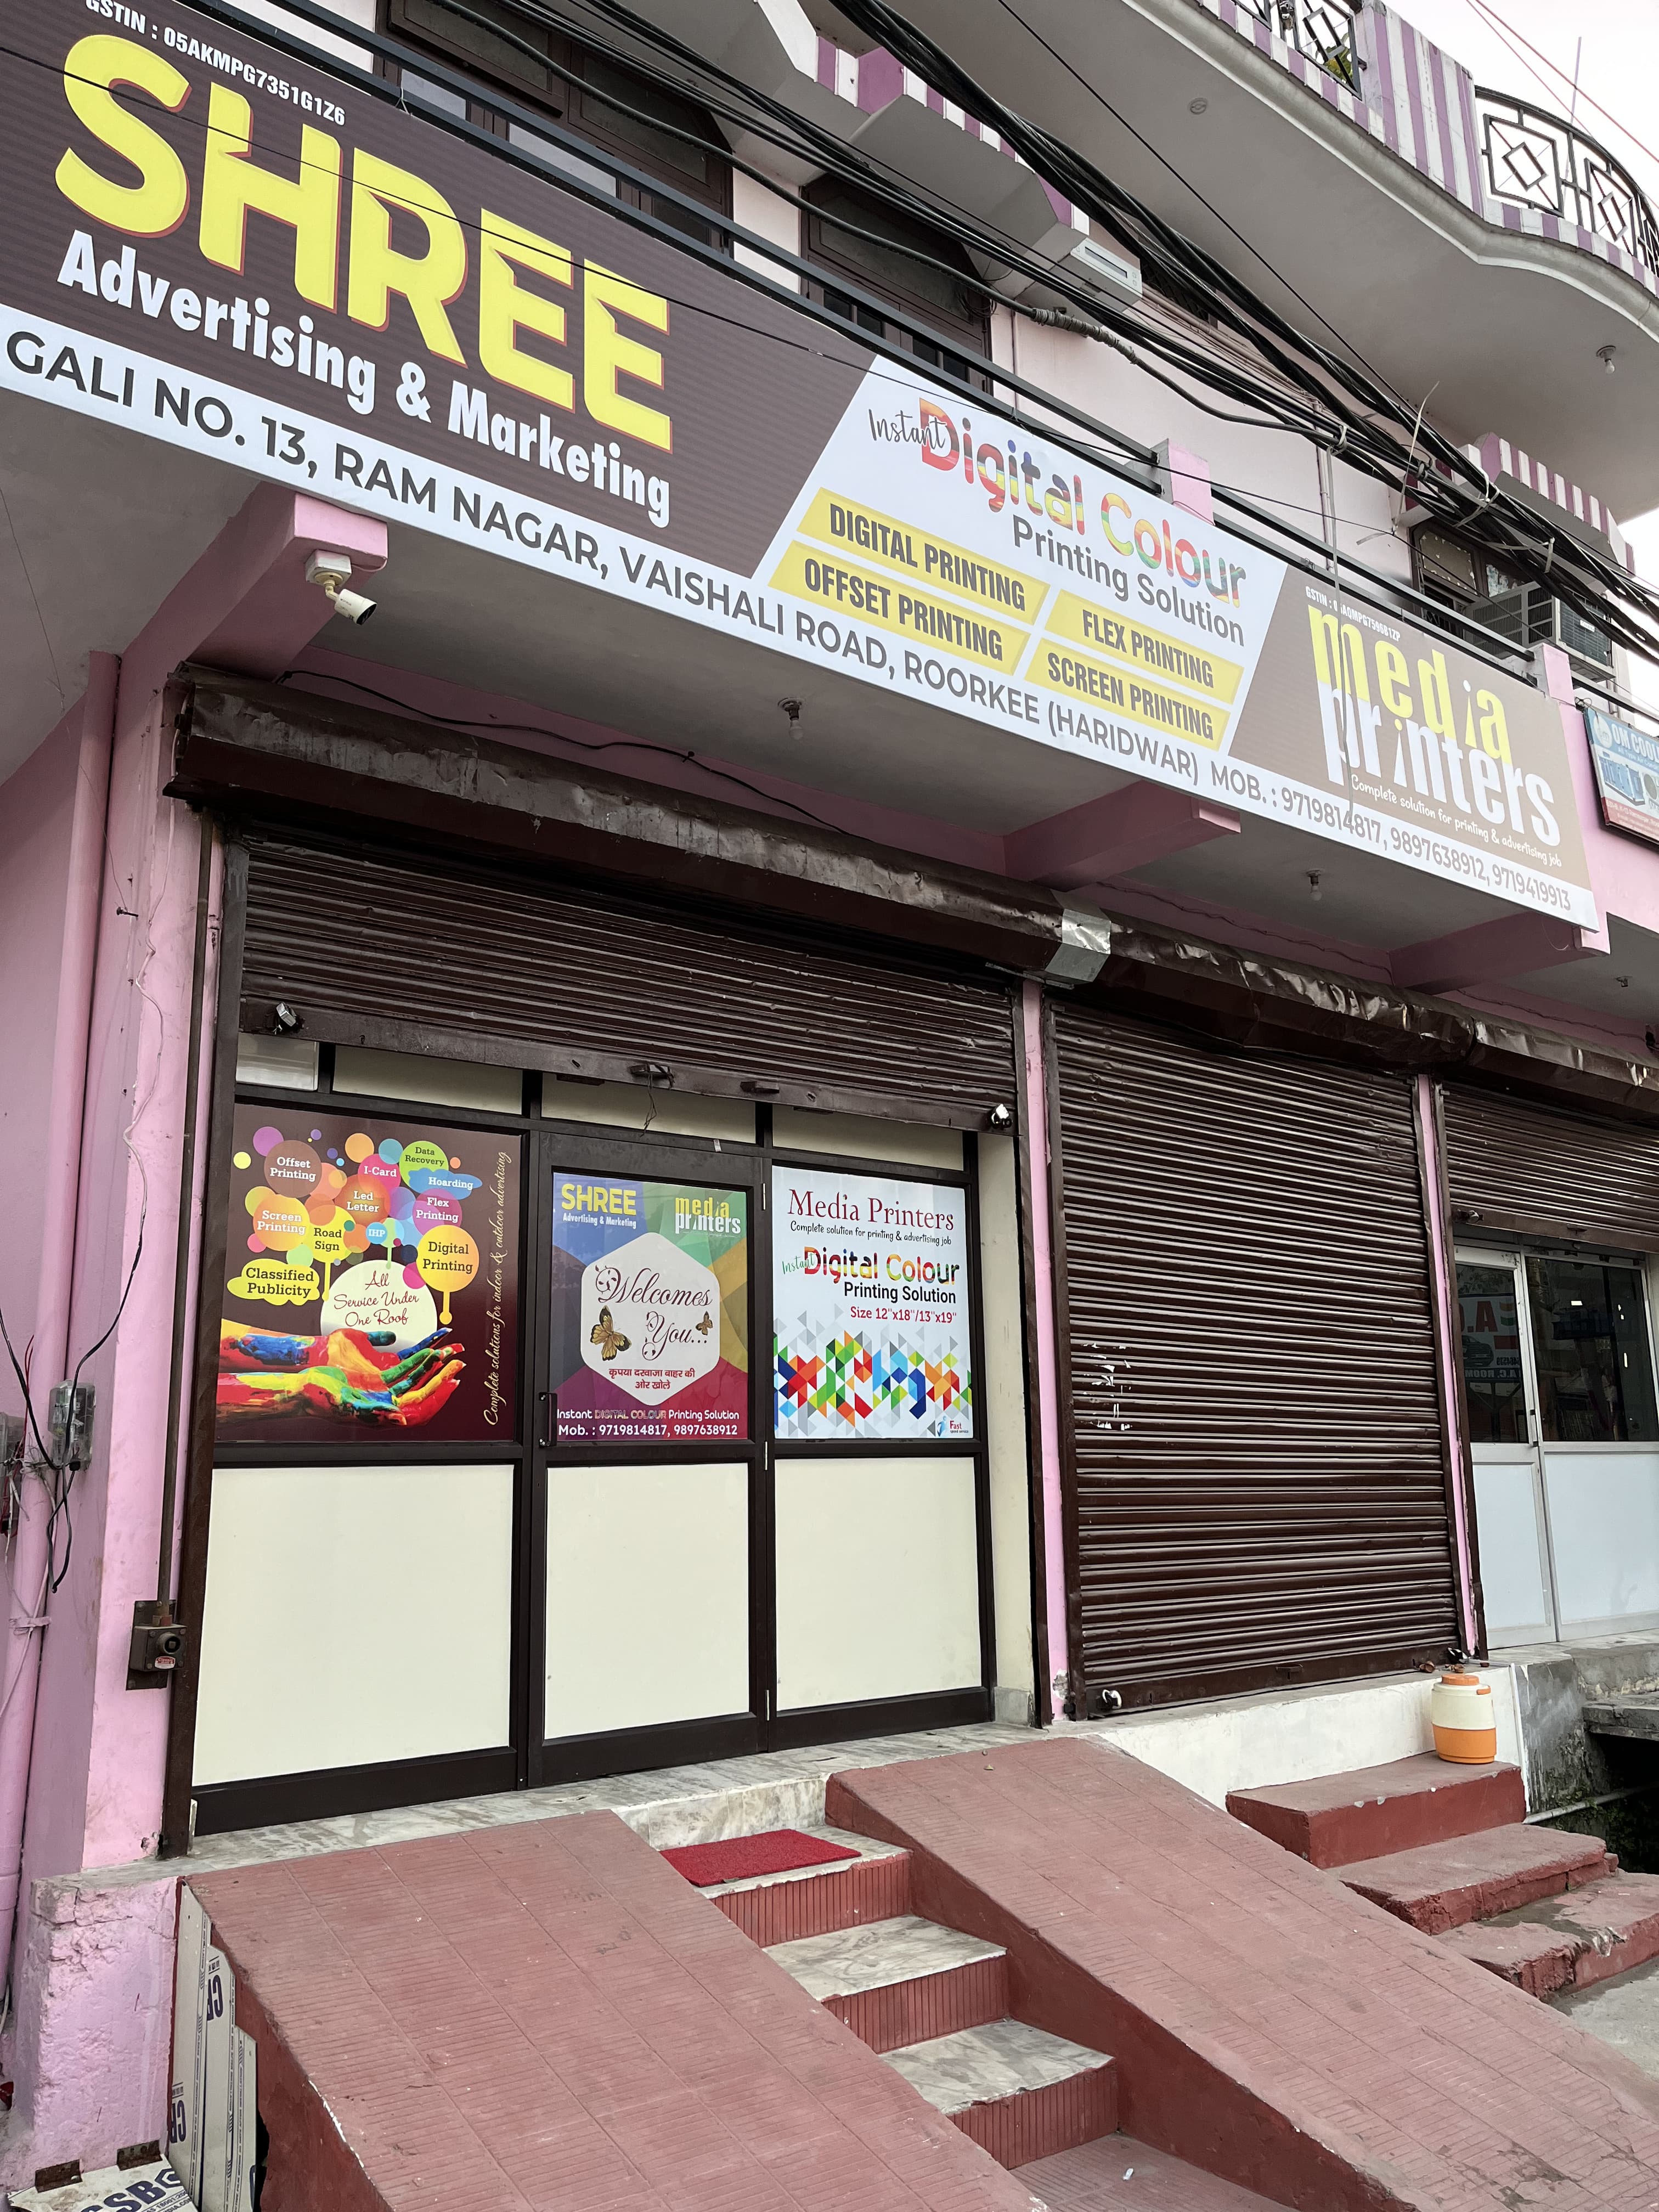 GSTIN : 05AKMPG7351G1Z6
SHREE
Advertising & Marketing
Instant Digital Colour
Printing Solution
DIGITAL PRINTING
OFFSET PRINTING
FLEX PRINTING
SCREEN PRINTING
media
printers
Complete solution for printing & advertising job
GALI NO. 13, RAM NAGAR, VAISHALI ROAD, ROORKEE (HARIDWAR) MOB. : 9719814817, 9897638912, 9719419913
OM COOL
Offset
Printing
I-Card
Data
Recovery
Hoarding
Led
Letter
Flex
Printing
Screen
Printing
Road
Sign
IHP
Digital
Printing
Classified
Publicity
All
Service Under
One Roof
Complete solutions for indoor & outdoor advertising
SHREE
Advertising & Marketing
media
printers
Welcomes
You...
कृपया दरवाजा बाहर की
ओर खोले
Instant DIGITAL COLOUR Printing Solution
Mob. : 9719814817, 9897638912
Media Printers
Complete solution for printing & advertising job
Instant Digital Colour
Printing Solution
Size 12"x18"/13"x19"
Fast